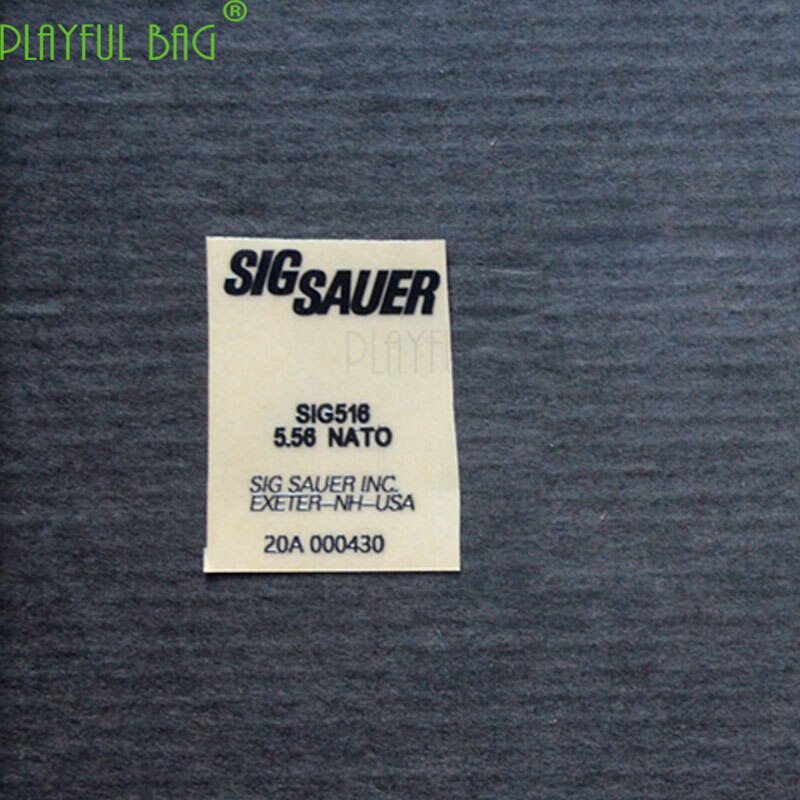 PLAYFUL BAG®
SIG SAUER
PLAYFU
SIG516
5.56 NATO
SIG SAUER INC.
EXETER-NH-USA
20A 000430